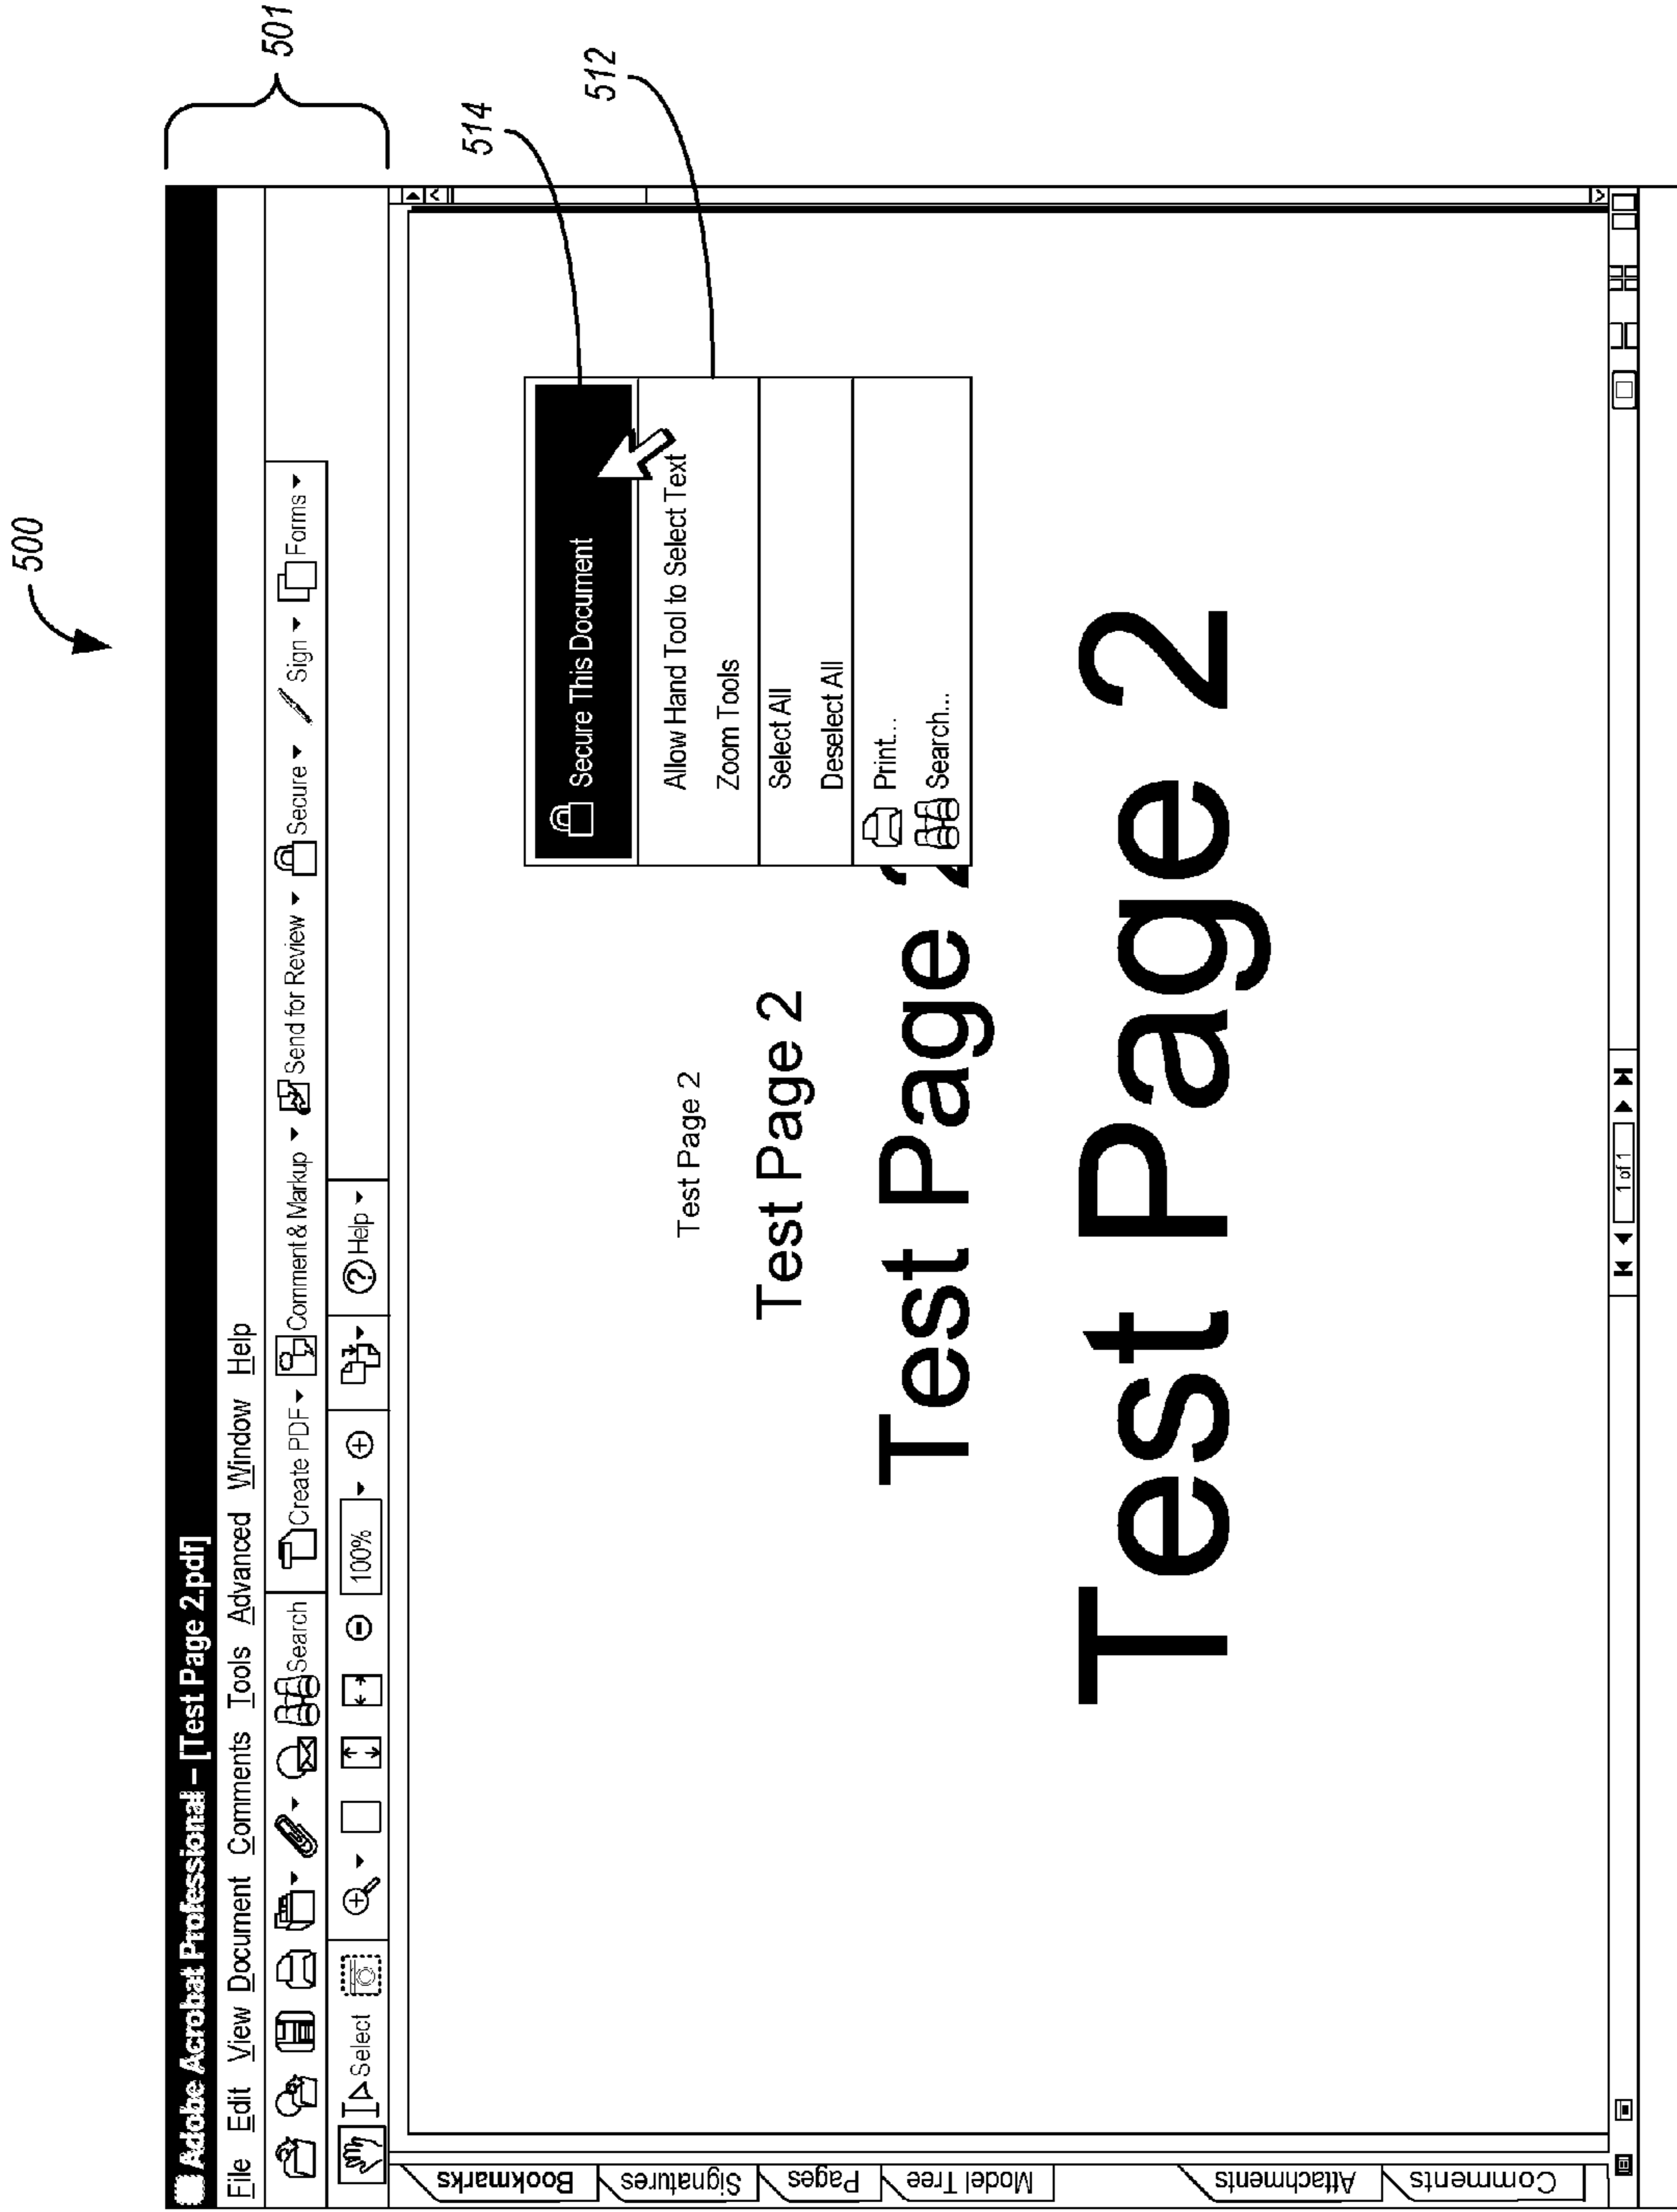 500
501
Adobe Acrobat Professional – [Test Page 2.pdf]
File Edit View Document Comments Tools Advanced Window Help
Search Create PDF Comment & Markup Send for Review Secure Sign Forms
Select 100% Help
514
512
Bookmarks
Signatures
Pages
Model Tree
Attachments
Comments
Secure This Document
Allow Hand Tool to Select Text
Zoom Tools
Select All
Deselect All
Print...
Search...
Test Page 2
Test Page 2
Test Page 2
Test Page 2
1 of 1